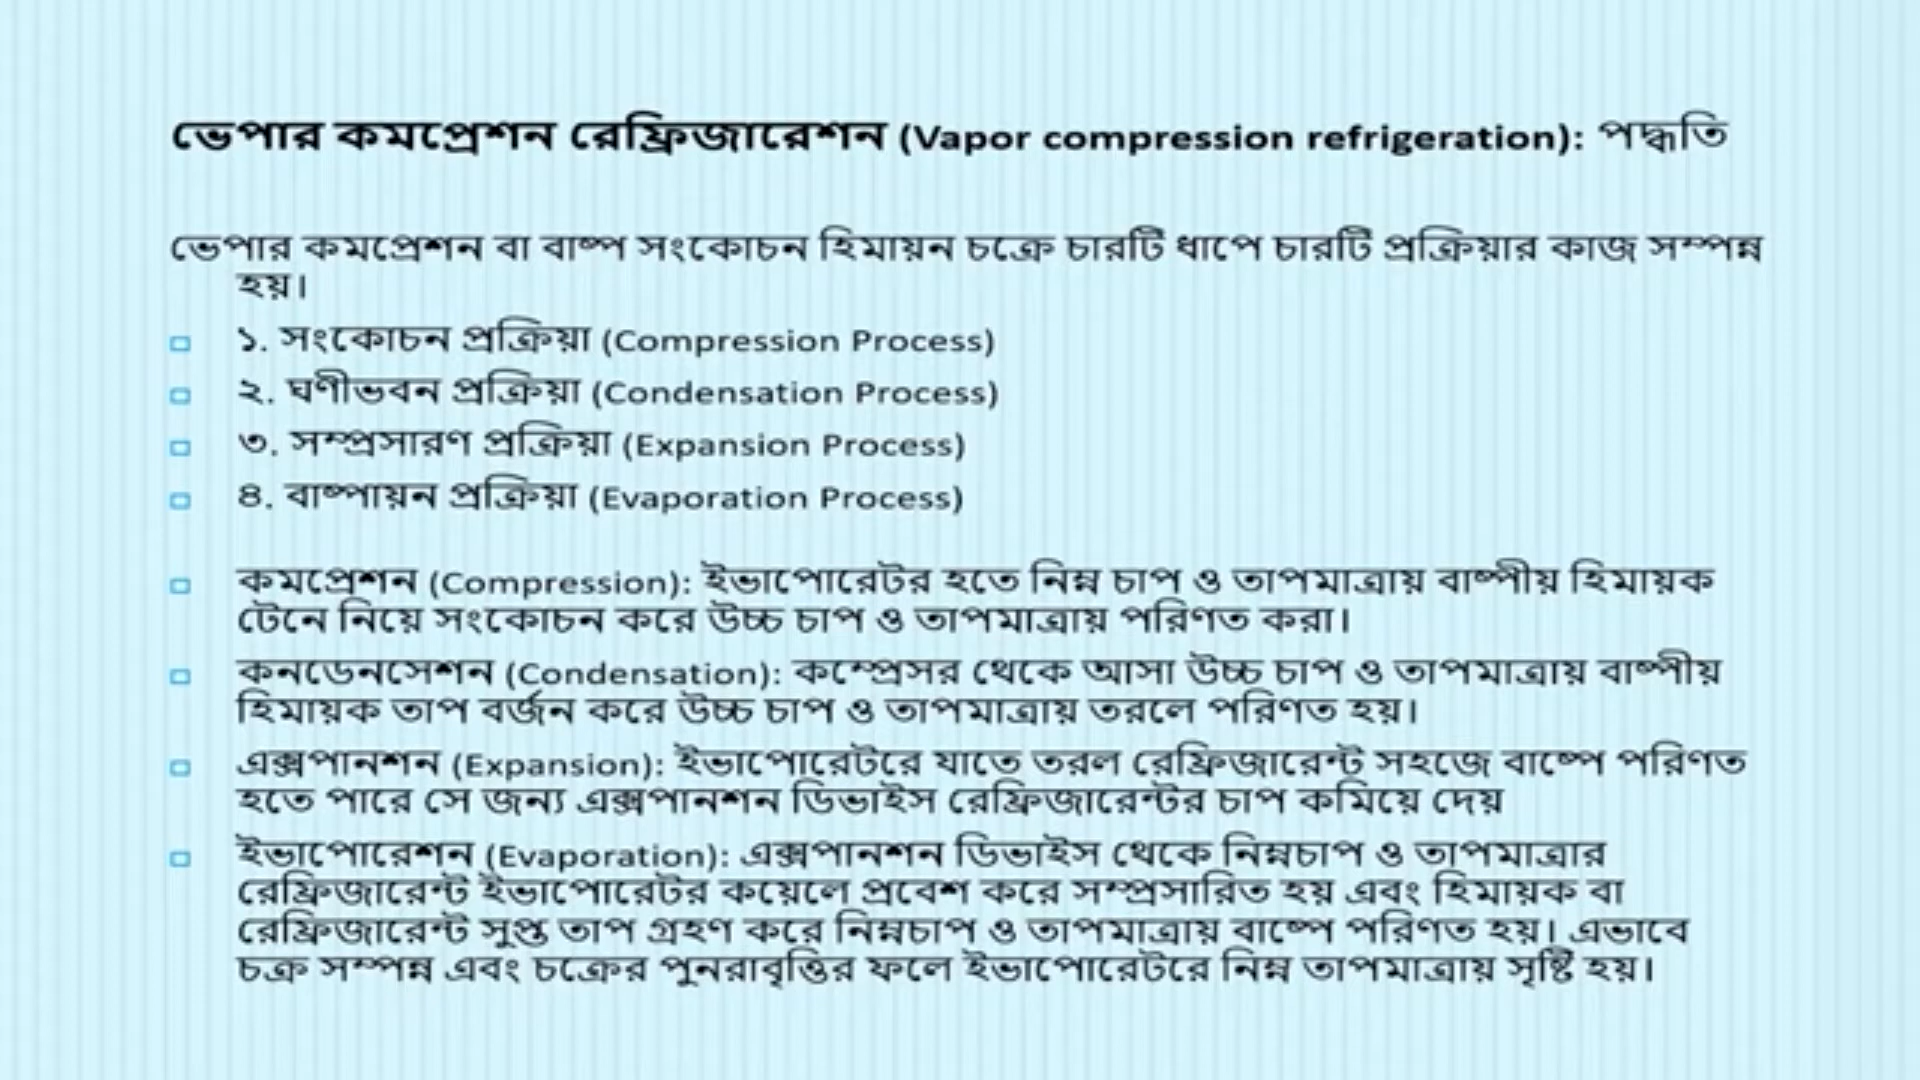 ভেপার কমপ্রেশন রেফ্রিজারেশন (Vapor compression refrigeration): পদ্ধতি
ভেপার কমপ্রেশন বা বাষ্প সংকোচন হিমায়ন চক্রে চারটি ধাপে চারটি প্রক্রিয়ার কাজ সম্পন্ন
হয়।
১. সংকোচন প্রক্রিয়া (Compression Process)
২. ঘণীভবন প্রক্রিয়া (Condensation Process)
৩. সম্প্রসারণ প্রক্রিয়া (Expansion Process)
৪. বাষ্পায়ন প্রক্রিয়া (Evaporation Process)
কমপ্রেশন (Compression): ইভাপোরেটর হতে নিম্ন চাপ ও তাপমাত্রায় বাষ্পীয় হিমায়ক
টেনে নিয়ে সংকোচন করে উচ্চ চাপ ও তাপমাত্রায় পরিণত করা।
কনডেনসেশন (Condensation): কম্প্রেসর থেকে আসা উচ্চ চাপ ও তাপমাত্রায় বাষ্পীয়
হিমায়ক তাপ বর্জন করে উচ্চ চাপ ও তাপমাত্রায় তরলে পরিণত হয়।
এক্সপানশন (Expansion): ইভাপোরেটরে যাতে তরল রেফ্রিজারেন্ট সহজে বাষ্পে পরিণত
হতে পারে সে জন্য এক্সপানশন ডিভাইস রেফ্রিজারেন্টর চাপ কমিয়ে দেয়
ইভাপোরেশন (Evaporation): এক্সপানশন ডিভাইস থেকে নিম্নচাপ ও তাপমাত্রার
রেফ্রিজারেন্ট ইভাপোরেটর কয়েলে প্রবেশ করে সম্প্রসারিত হয় এবং হিমায়ক বা
রেফ্রিজারেন্ট সুপ্ত তাপ গ্রহণ করে নিম্নচাপ ও তাপমাত্রায় বাষ্পে পরিণত হয়। এভাবে
চক্র সম্পন্ন এবং চক্রের পুনরাবৃত্তির ফলে ইভাপোরেটরে নিম্ন তাপমাত্রায় সৃষ্টি হয়।